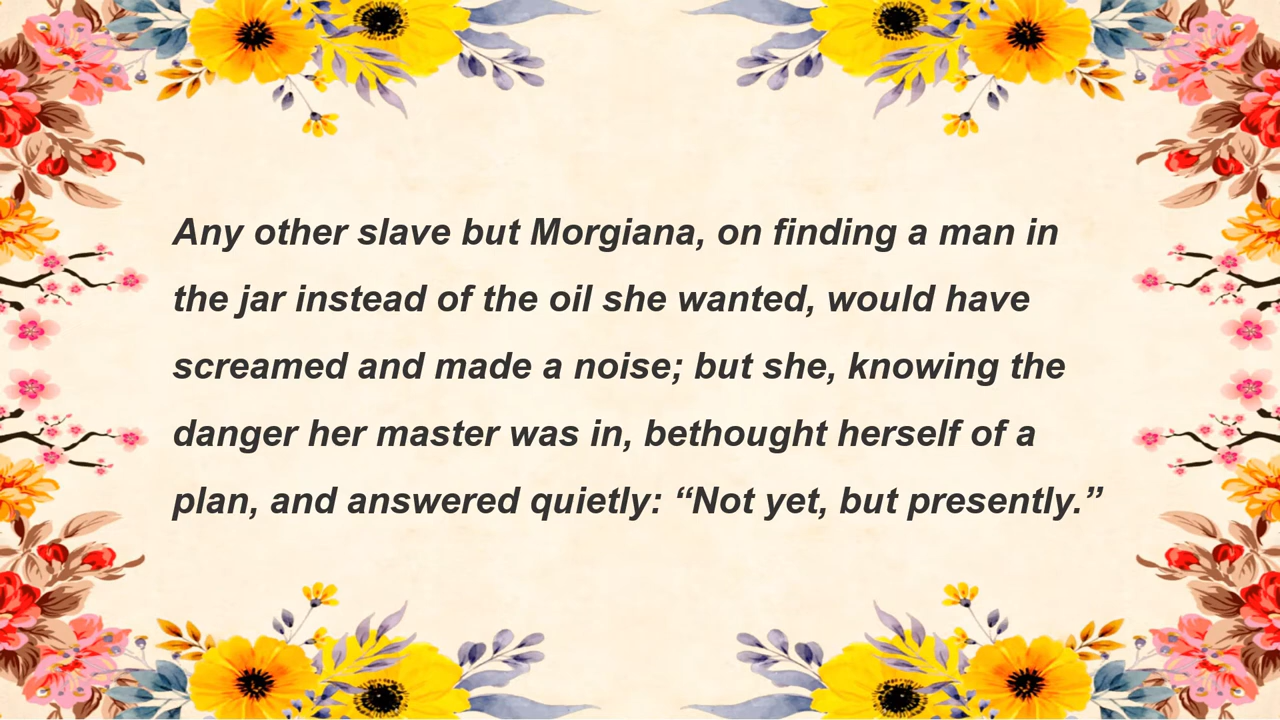 Any other slave but Morgiana, on finding a man in
the jar instead of the oil she wanted, would have
screamed and made a noise; but she, knowing the
danger her master was in, bethought herself of a
plan, and answered quietly: “Not yet, but presently.”